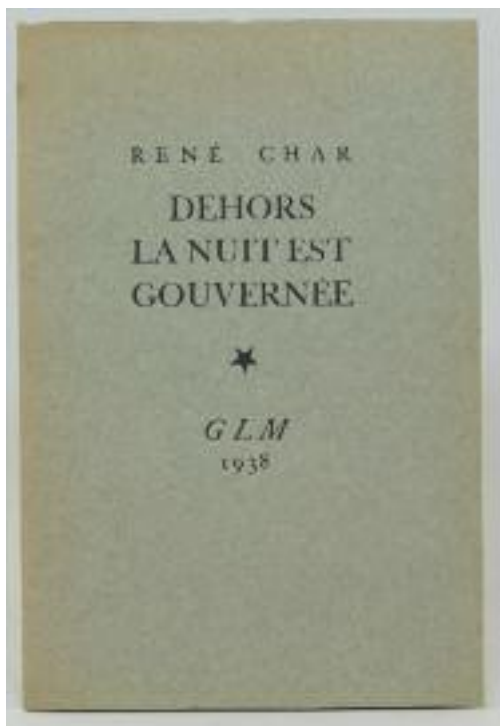 RENÉ CHAR
DEHORS
LA NUIT EST
GOUVERNÉE
GLM
1938